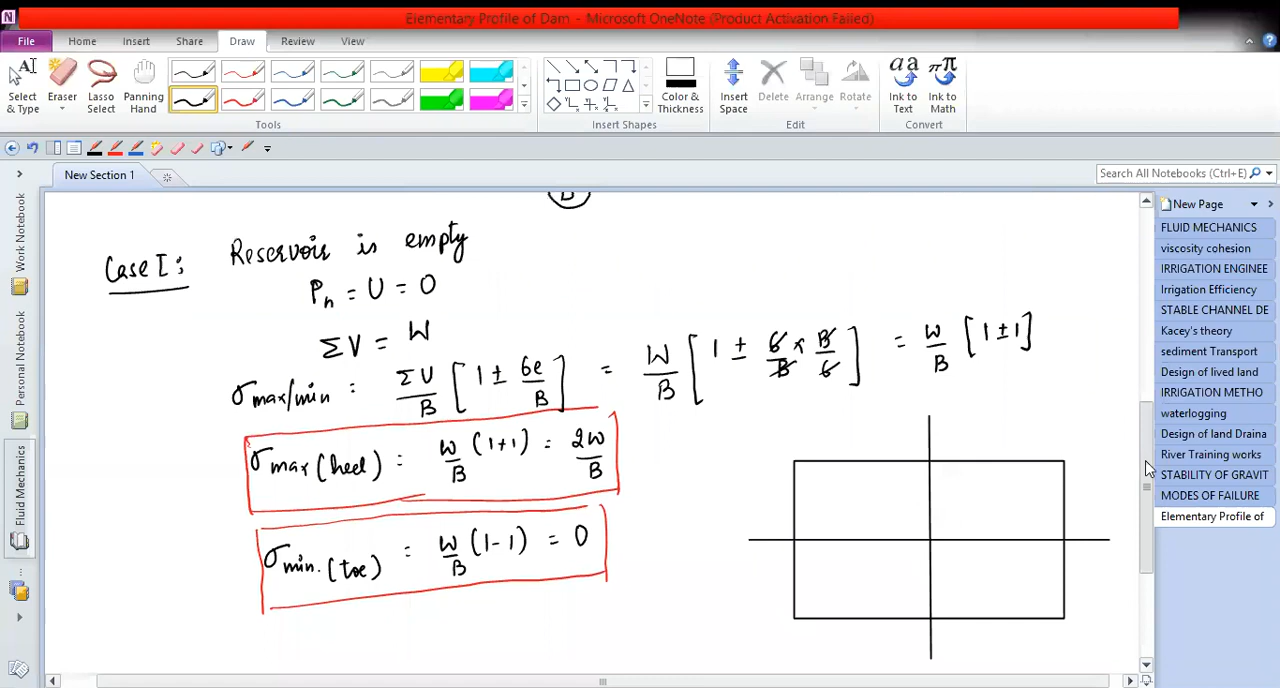 Elementary Profile of Dam - Microsoft OneNote (Product Activation Failed)
File Home Insert Share Draw Review View
Select & Type
Eraser
Lasso Select
Panning Hand
Color & Thickness
Insert Space
Delete
Arrange
Rotate
Ink to Text
Ink to Math
Tools
Insert Shapes
Edit
Convert
New Section 1
Search All Notebooks (Ctrl+E)
Work Notebook
Personal Notebook
Fluid Mechanics
New Page
FLUID MECHANICS
viscosity cohesion
IRRIGATION ENGINEE
Irrigation Efficiency
STABLE CHANNEL DE
Kacey's theory
sediment Transport
Design of lived land
IRRIGATION METHO
waterlogging
Design of land Draina
River Training works
STABILITY OF GRAVIT
MODES OF FAILURE
Elementary Profile of
B
Case I: Reservoir is empty
Pn = U = 0
ΣV = W
σmax/min = ΣV/B [1 ± 6e/B] = W/B [1 ± 6/B × B/6] = W/B [1 ± 1]
σmax (heel) = W/B (1+1) = 2W/B
σmin. (toe) = W/B (1-1) = 0